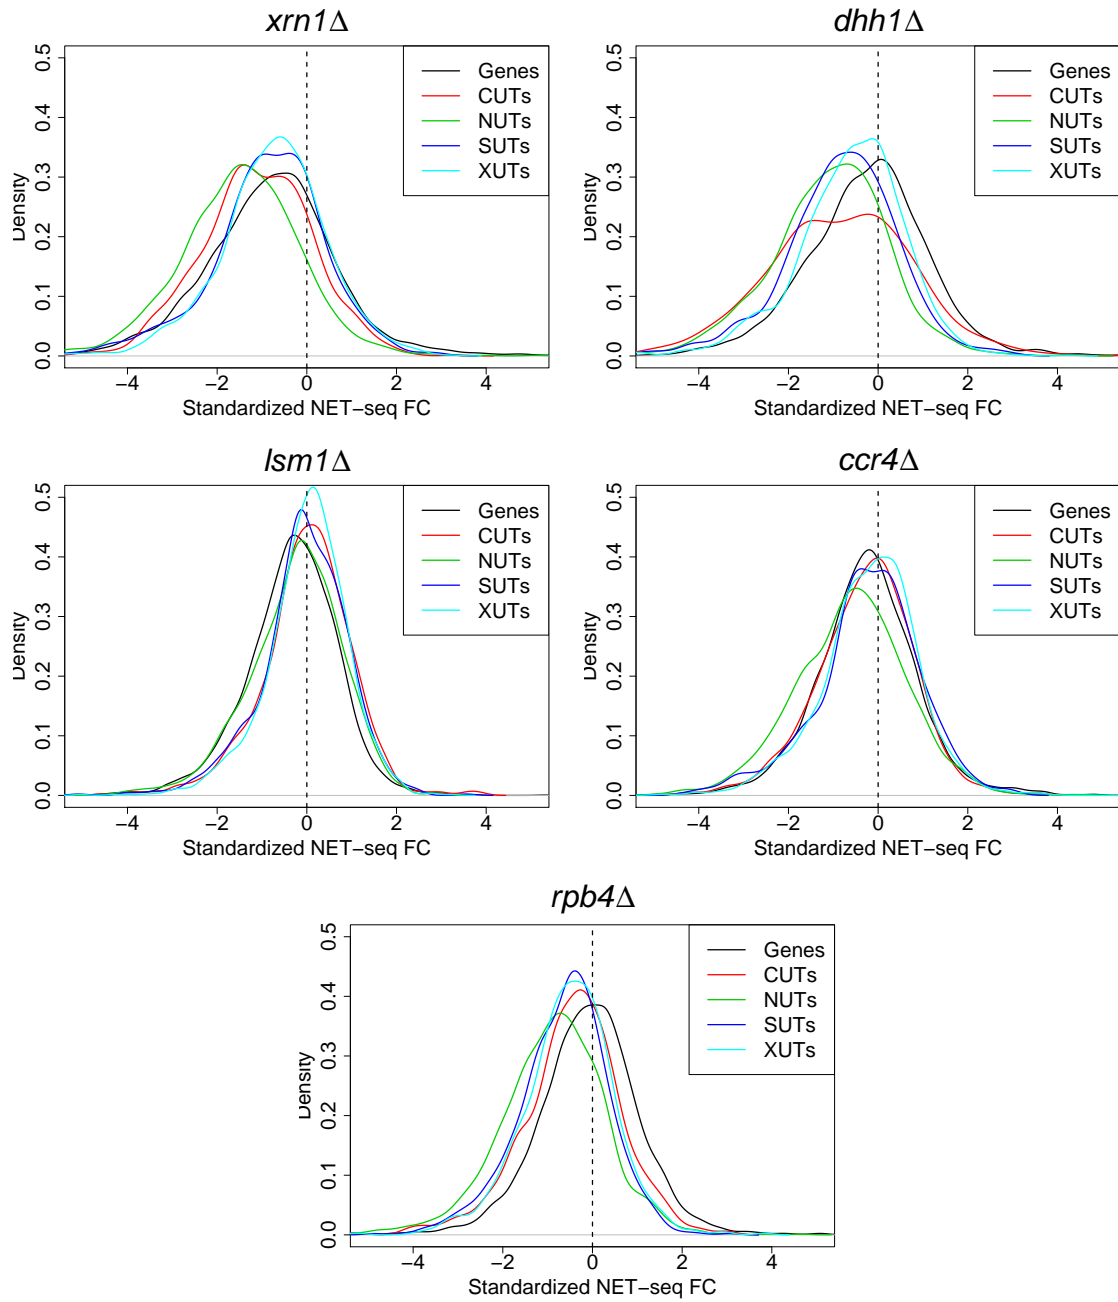 xrn1Δ
dhh1Δ
0.5
0.4
0.3
0.2
0.1
0.0
Density
Genes
CUTs
NUTs
SUTs
XUTs
−4 −2 0 2 4
Standardized NET−seq FC
0.5
0.4
0.3
0.2
0.1
0.0
Density
Genes
CUTs
NUTs
SUTs
XUTs
−4 −2 0 2 4
Standardized NET−seq FC
lsm1Δ
ccr4Δ
0.5
0.4
0.3
0.2
0.1
0.0
Density
Genes
CUTs
NUTs
SUTs
XUTs
−4 −2 0 2 4
Standardized NET−seq FC
0.5
0.4
0.3
0.2
0.1
0.0
Density
Genes
CUTs
NUTs
SUTs
XUTs
−4 −2 0 2 4
Standardized NET−seq FC
rpb4Δ
0.5
0.4
0.3
0.2
0.1
0.0
Density
Genes
CUTs
NUTs
SUTs
XUTs
−4 −2 0 2 4
Standardized NET−seq FC